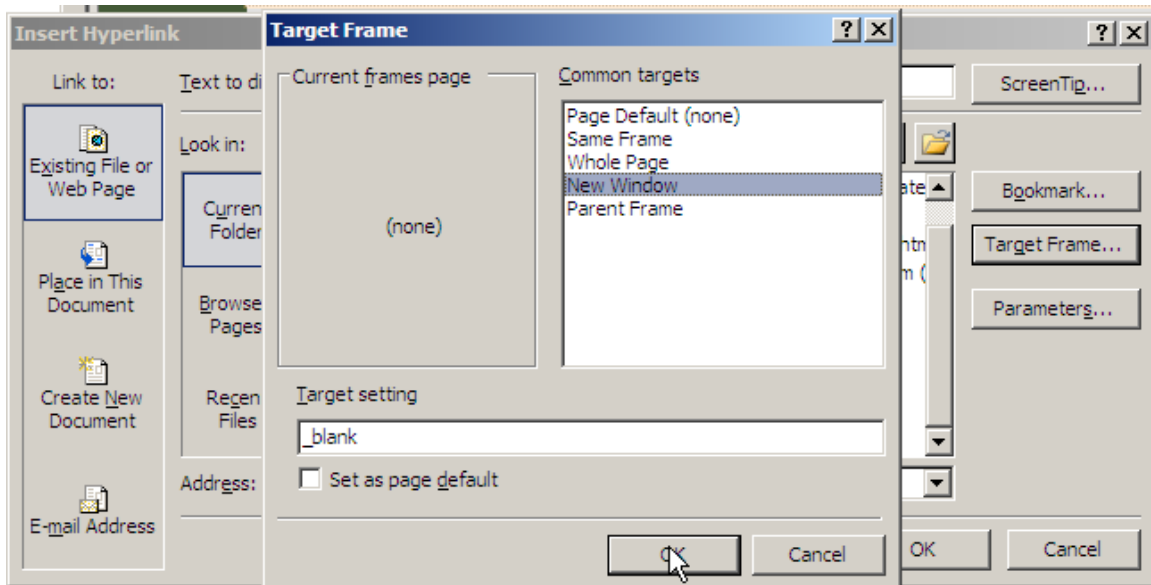 Insert Hyperlink
Target Frame
Link to:
Text to di
ScreenTip...
Existing File or
Web Page
Place in This
Document
Create New
Document
E-mail Address
Look in:
Curren
Folder
Browse
Pages
Recen
Files
Address:
Current frames page
(none)
Common targets
Page Default (none)
Same Frame
Whole Page
New Window
Parent Frame
Target setting
_blank
Set as page default
OK
Cancel
ate
ntm
m (
Bookmark...
Target Frame...
Parameters...
OK
Cancel